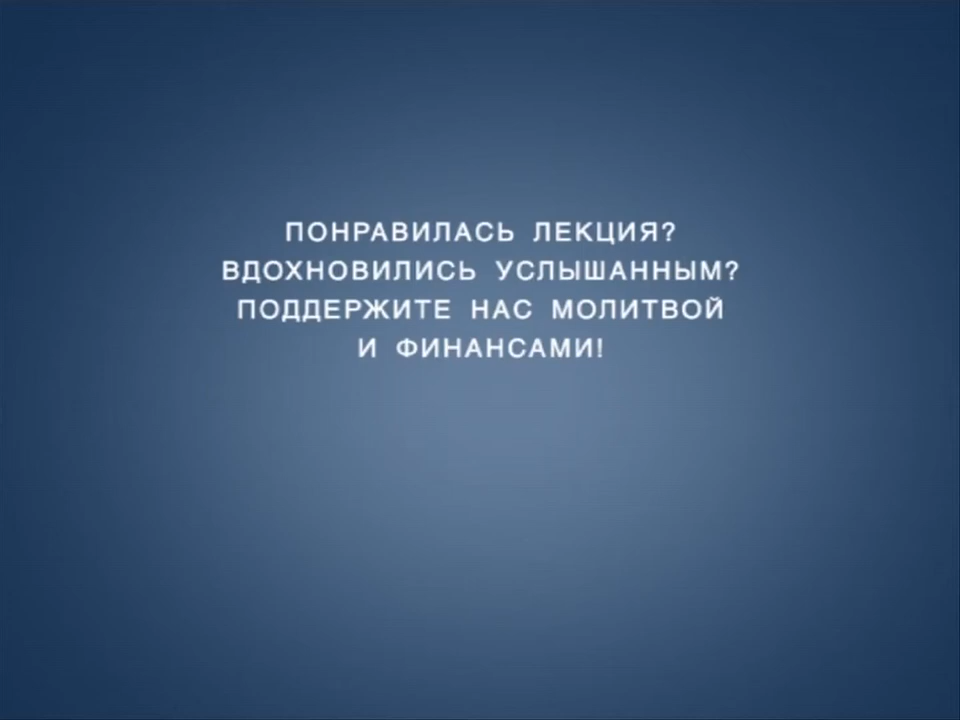 ПОНРАВИЛАСЬ ЛЕКЦИЯ?
ВДОХНОВИЛИСЬ УСЛЫШАННЫМ?
ПОДДЕРЖИТЕ НАС МОЛИТВОЙ
И ФИНАНСАМИ!